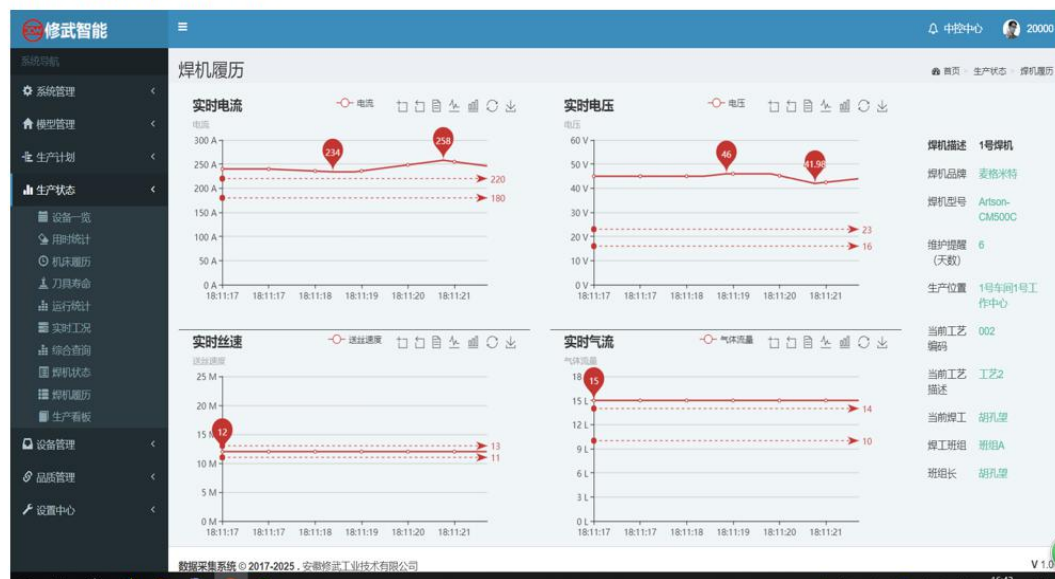 修武智能
中控中心
20000
系统导航
系统管理
模型管理
生产计划
生产状态
设备一览
用时统计
机床履历
刀具寿命
运行统计
实时工况
综合查询
焊机状态
焊机履历
生产看板
设备管理
品质管理
设置中心
焊机履历
首页 > 生产状态 > 焊机履历
实时电流
电流
电流
300 A
250 A
200 A
150 A
100 A
50 A
0 A
234
258
220
180
18:11:17 18:11:17 18:11:18 18:11:19 18:11:20 18:11:21
实时电压
电压
电压
60 V
50 V
40 V
30 V
20 V
10 V
0 V
46
41.98
23
16
18:11:17 18:11:17 18:11:18 18:11:19 18:11:20 18:11:21
实时丝速
送丝速度
送丝速度
25 M
20 M
15
10 M
5 M
0 M
12
13
11
18:11:17 18:11:17 18:11:18 18:11:19 18:11:20 18:11:21
实时气流
气体流量
气体流量
18
15 L
12 L
9 L
6 L
3 L
0 L
15
14
10
18:11:17 18:11:17 18:11:18 18:11:19 18:11:20 18:11:21
焊机描述 1号焊机
焊机品牌 麦格米特
焊机型号 Artson-
CM500C
维护提醒 6
(天数)
生产位置 1号车间1号工
作中心
当前工艺 002
编码
当前工艺 工艺2
描述
当前焊工 胡孔望
焊工班组 班组A
班组长 胡孔望
数据采集系统 © 2017-2025 . 安徽修武工业技术有限公司
V 1.0